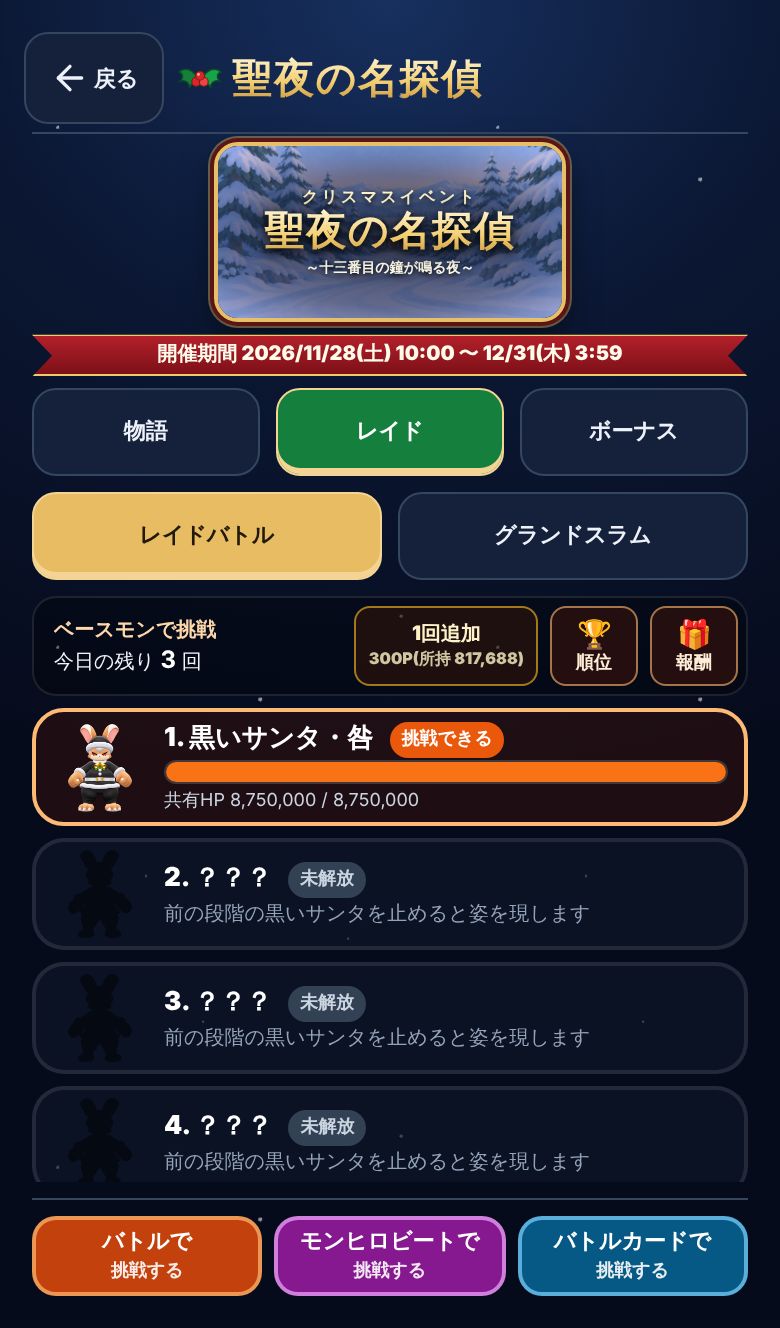 戻る
聖夜の名探偵
クリスマスイベント
聖夜の名探偵
～十三番目の鐘が鳴る夜～
開催期間 2026/11/28(土) 10:00 〜 12/31(木) 3:59
物語
レイド
ボーナス
レイドバトル
グランドスラム
ベースモンで挑戦
今日の残り 3 回
1回追加
300P(所持 817,688)
順位
報酬
1. 黒いサンタ・咎
挑戦できる
共有HP 8,750,000 / 8,750,000
2. ？？？
未解放
前の段階の黒いサンタを止めると姿を現します
3. ？？？
未解放
前の段階の黒いサンタを止めると姿を現します
4. ？？？
未解放
前の段階の黒いサンタを止めると姿を現します
バトルで
挑戦する
モンヒロビートで
挑戦する
バトルカードで
挑戦する